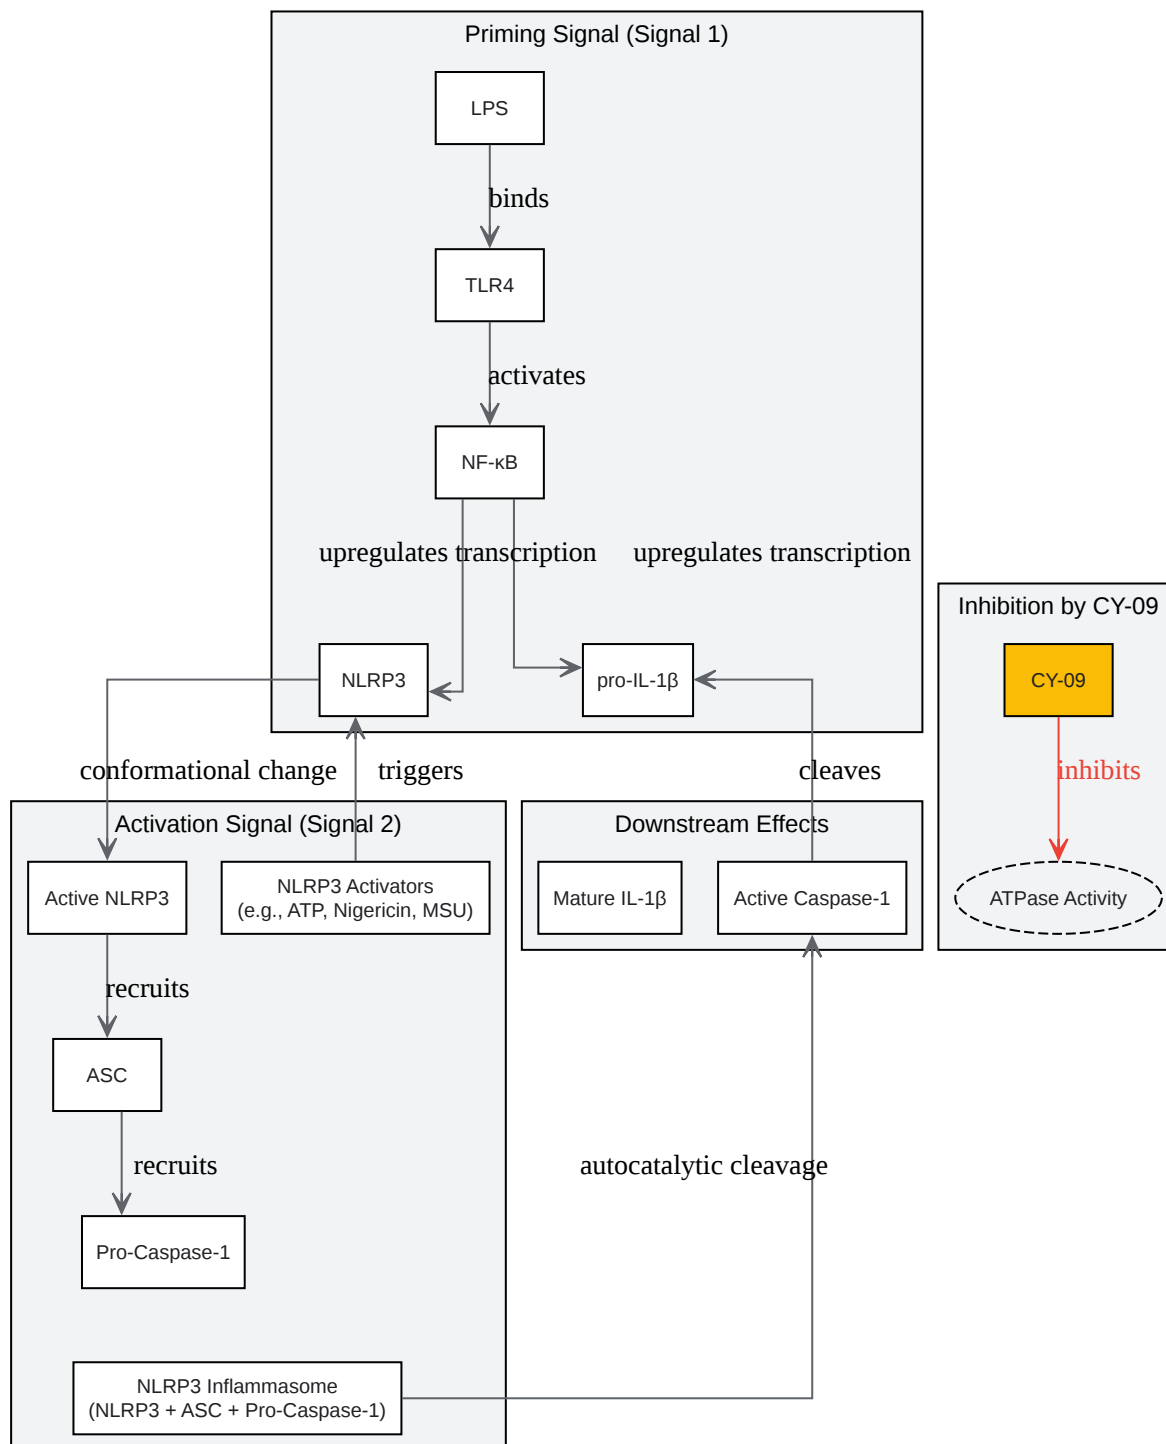 Priming Signal (Signal 1)
LPS
binds
TLR4
activates
NF-κB
upregulates transcription
upregulates transcription
Inhibition by CY-09
NLRP3
pro-IL-1β
CY-09
conformational change
triggers
cleaves
inhibits
Activation Signal (Signal 2)
Downstream Effects
Active NLRP3
NLRP3 Activators
(e.g., ATP, Nigericin, MSU)
Mature IL-1β
Active Caspase-1
ATPase Activity
recruits
ASC
recruits
autocatalytic cleavage
Pro-Caspase-1
NLRP3 Inflammasome
(NLRP3 + ASC + Pro-Caspase-1)